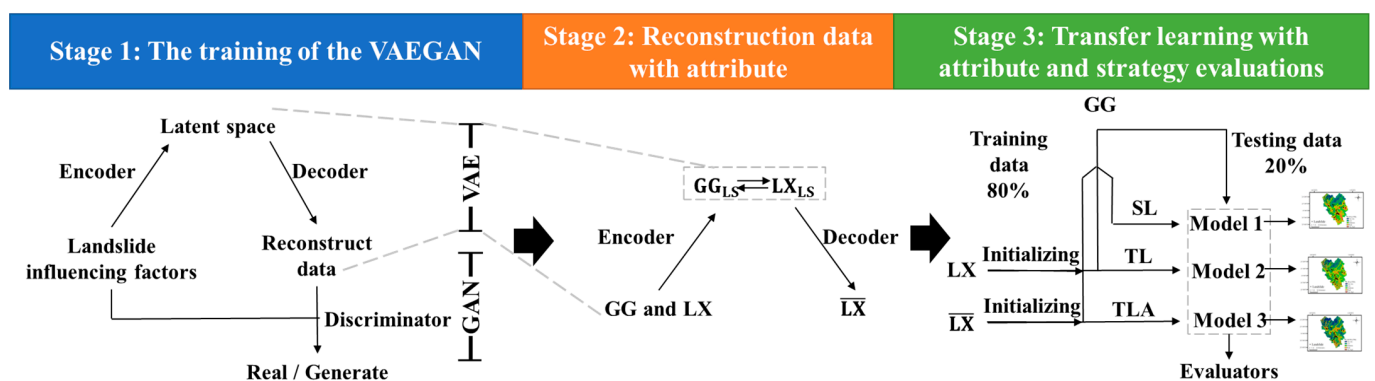 Stage 1: The training of the VAEGAN
Stage 2: Reconstruction data
with attribute
Stage 3: Transfer learning with
attribute and strategy evaluations
Latent space
Encoder
Decoder
Landslide
influencing factors
Reconstruct
data
Discriminator
Real / Generate
VAE
GAN
GG_LS ⇄ LX_LS
Encoder
Decoder
GG and LX
L̅X̅
GG
Training
data
80%
Testing data
20%
SL
Model 1
LX
Initializing
TL
Model 2
L̅X̅
Initializing
TLA
Model 3
Evaluators